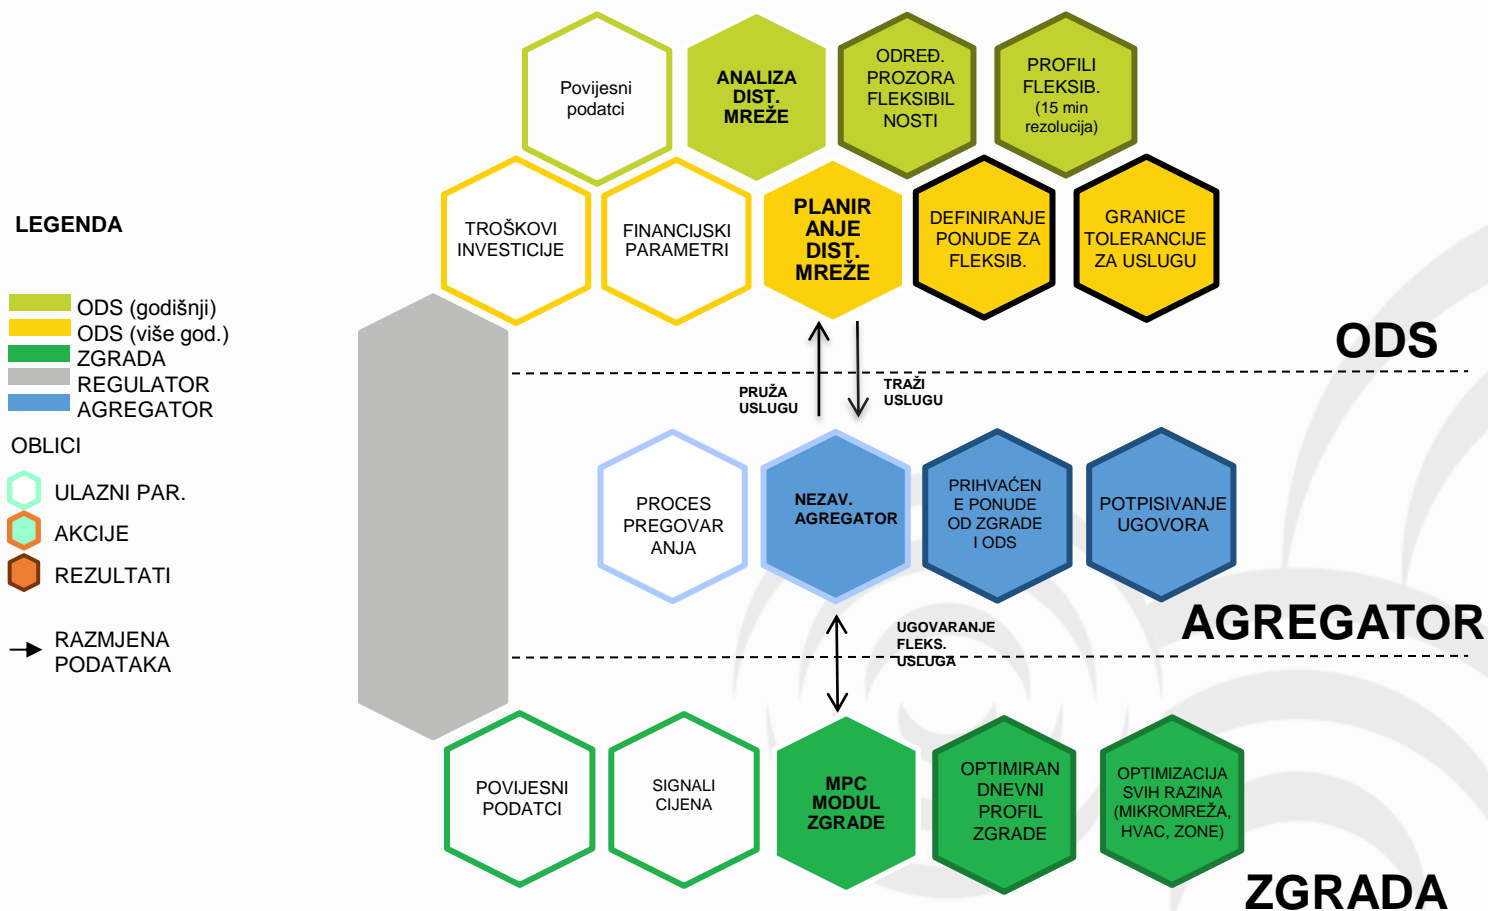 Povijesni
podatci
ANALIZA
DIST.
MREŽE
ODREĐ.
PROZORA
FLEKSIBIL
NOSTI
PROFILI
FLEKSIB.
(15 min
rezolucija)
TROŠKOVI
INVESTICIJE
FINANCIJSKI
PARAMETRI
PLANIR
ANJE
DIST.
MREŽE
DEFINIRANJE
PONUDE ZA
FLEKSIB.
GRANICE
TOLERANCIJE
ZA USLUGU
LEGENDA
ODS (godišnji)
ODS (više god.)
ZGRADA
REGULATOR
AGREGATOR
OBLICI
ULAZNI PAR.
AKCIJE
REZULTATI
RAZMJENA
PODATAKA
ODS
PRUŽA
USLUGU
TRAŽI
USLUGU
PROCES
PREGOVAR
ANJA
NEZAV.
AGREGATOR
PRIHVAĆEN
E PONUDE
OD ZGRADE
I ODS
POTPISIVANJE
UGOVORA
AGREGATOR
UGOVARANJE
FLEKS.
USLUGA
POVIJESNI
PODATCI
SIGNALI
CIJENA
MPC
MODUL
ZGRADE
OPTIMIRAN
DNEVNI
PROFIL
ZGRADE
OPTIMIZACIJA
SVIH RAZINA
(MIKROMREŽA,
HVAC, ZONE)
ZGRADA